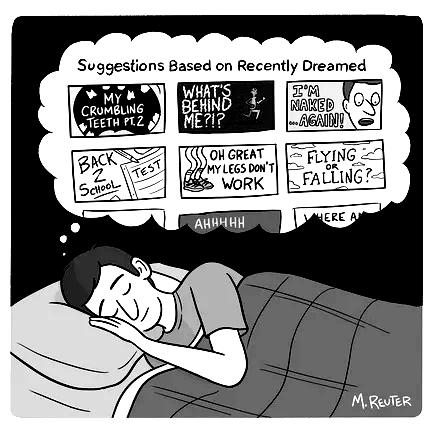 Suggestions Based on Recently Dreamed
MY
CRUMBLING
TEETH PT.2
WHAT'S
BEHIND
ME?!?
I'M
NAKED
...AGAIN!
BACK
2
SCHOOL
TEST
OH GREAT
MY LEGS DON'T
WORK
FLYING
OR
FALLING?
AHHHHH
WHERE AM
M. REUTER